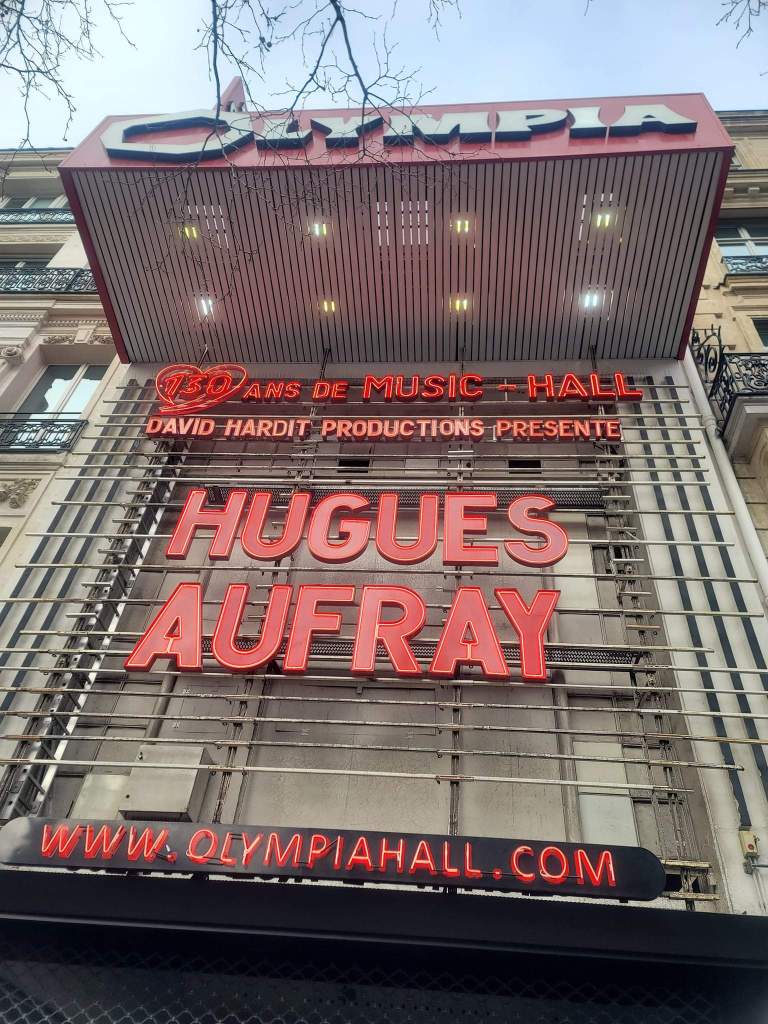 OLYMPIA
130 ANS DE MUSIC - HALL
DAVID HARDIT PRODUCTIONS PRESENTE
HUGUES
AUFRAY
WWW.OLYMPIAHALL.COM